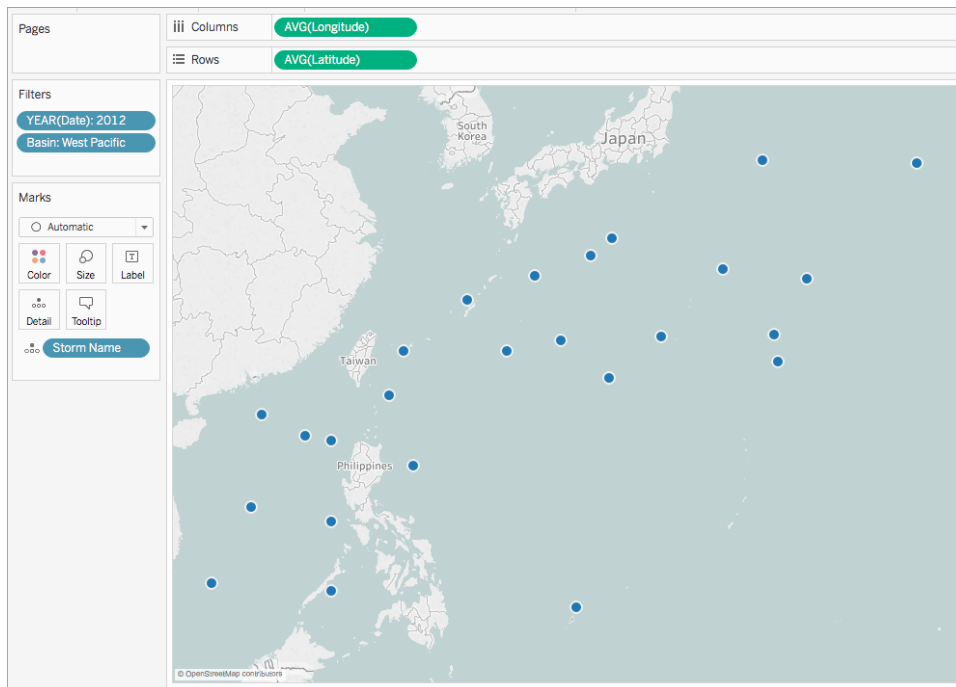 Pages
Columns
AVG(Longitude)
Rows
AVG(Latitude)
Filters
YEAR(Date): 2012
Basin: West Pacific
Marks
Automatic
Color
Size
Label
Detail
Tooltip
Storm Name
South
Korea
Japan
Taiwan
Philippines
© OpenStreetMap contributors